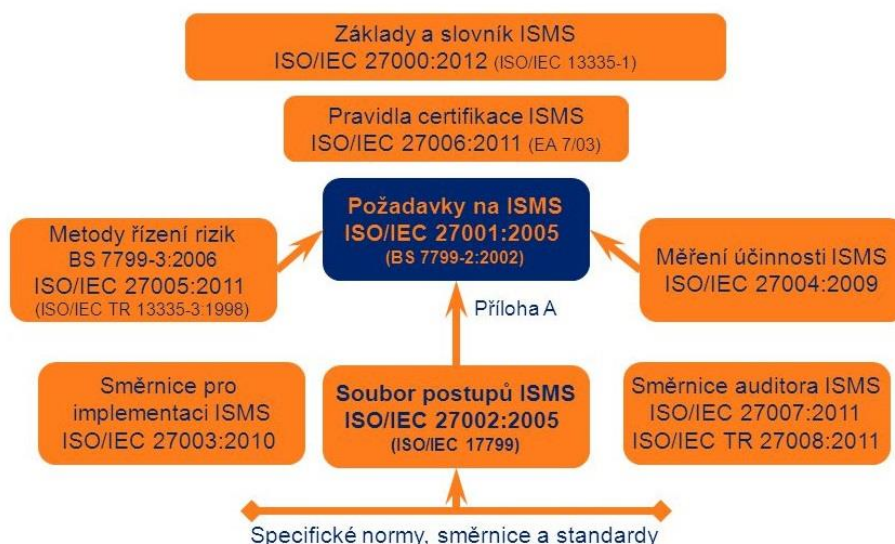 Základy a slovník ISMS
ISO/IEC 27000:2012 (ISO/IEC 13335-1)
Pravidla certifikace ISMS
ISO/IEC 27006:2011 (EA 7/03)
Požadavky na ISMS
ISO/IEC 27001:2005
(BS 7799-2:2002)
Metody řízení rizik
BS 7799-3:2006
ISO/IEC 27005:2011
(ISO/IEC TR 13335-3:1998)
Měření účinnosti ISMS
ISO/IEC 27004:2009
Příloha A
Směrnice pro
implementaci ISMS
ISO/IEC 27003:2010
Soubor postupů ISMS
ISO/IEC 27002:2005
(ISO/IEC 17799)
Směrnice auditora ISMS
ISO/IEC 27007:2011
ISO/IEC TR 27008:2011
Specifické normy, směrnice a standardy